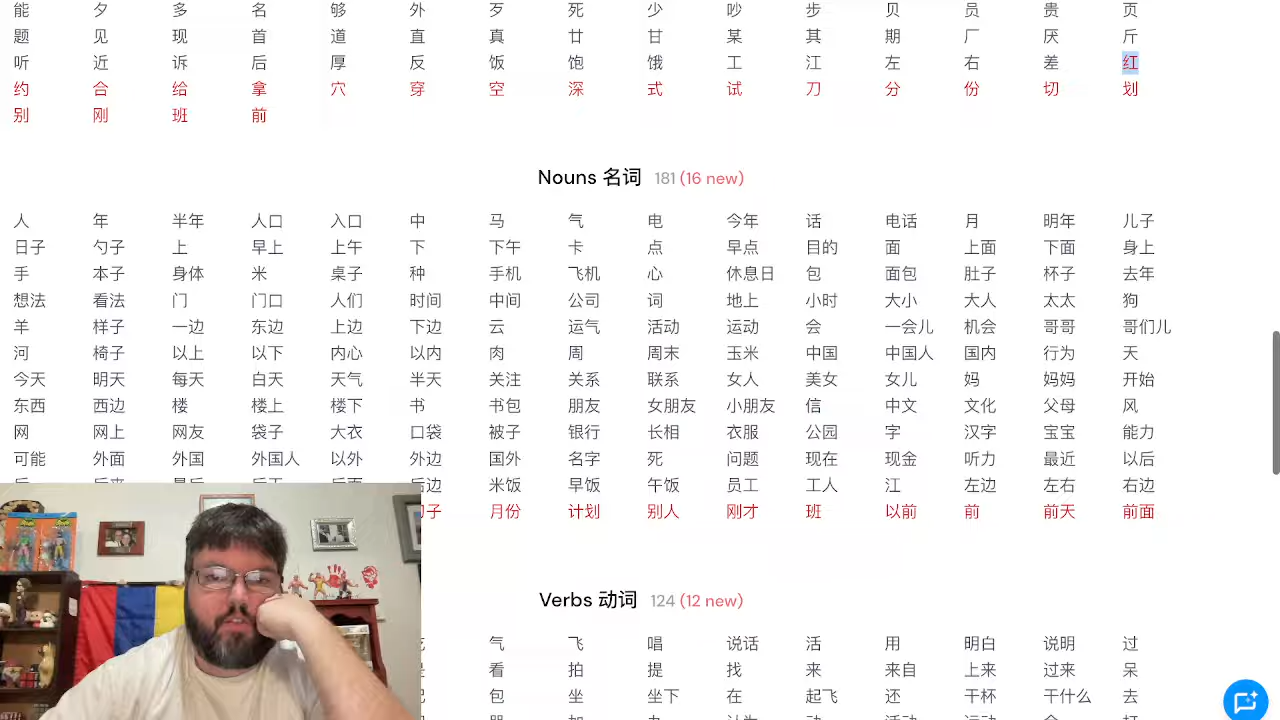 能 夕 多 名 够 外 歹 死 少 吵 步 贝 员 贵 页
题 见 现 首 道 直 真 廿 甘 某 其 期 厂 厌 斤
听 近 诉 后 厚 反 饭 饱 饿 工 江 左 右 差 红
约 合 给 拿 穴 穿 空 深 式 试 刀 分 份 切 划
别 刚 班 前
Nouns 名词 181 (16 new)
人 年 半年 人口 入口 中 马 气 电 今年 话 电话 月 明年 儿子
日子 勺子 上 早上 上午 下 下午 卡 点 早点 目的 面 上面 下面 身上
手 本子 身体 米 桌子 种 手机 飞机 心 休息日 包 面包 肚子 杯子 去年
想法 看法 门 门口 人们 时间 中间 公司 词 地上 小时 大小 大人 太太 狗
羊 样子 一边 东边 上边 下边 云 运气 活动 运动 会 一会儿 机会 哥哥 哥们儿
河 椅子 以上 以下 内心 以内 肉 周 周末 玉米 中国 中国人 国内 行为 天
今天 明天 每天 白天 天气 半天 关注 关系 联系 女人 美女 女儿 妈 妈妈 开始
东西 西边 楼 楼上 楼下 书 书包 朋友 女朋友 小朋友 信 中文 文化 父母 风
网 网上 网友 袋子 大衣 口袋 被子 银行 长相 衣服 公园 字 汉字 宝宝 能力
可能 外面 外国 外国人 以外 外边 国外 名字 死 问题 现在 现金 听力 最近 以后
后边 米饭 早饭 午饭 员工 工人 江 左边 左右 右边
子 月份 计划 别人 刚才 班 以前 前 前天 前面
Verbs 动词 124 (12 new)
气 飞 唱 说话 活 用 明白 说明 过
看 拍 提 找 来 来自 上来 过来 呆
包 坐 坐下 在 起飞 还 干杯 干什么 去